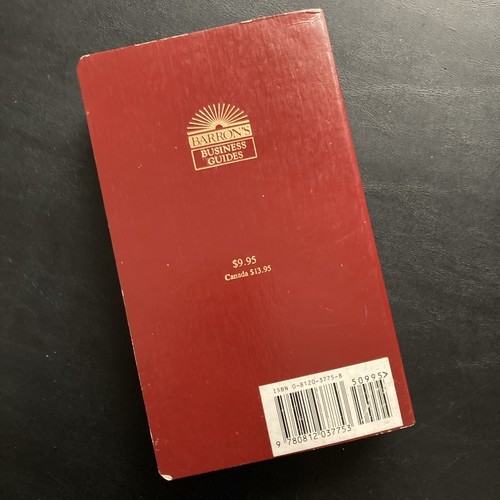 BARRON'S
BUSINESS
GUIDES
$9.95
Canada $13.95
ISBN 0-8120-3775-8
50995>
9 780812 037753